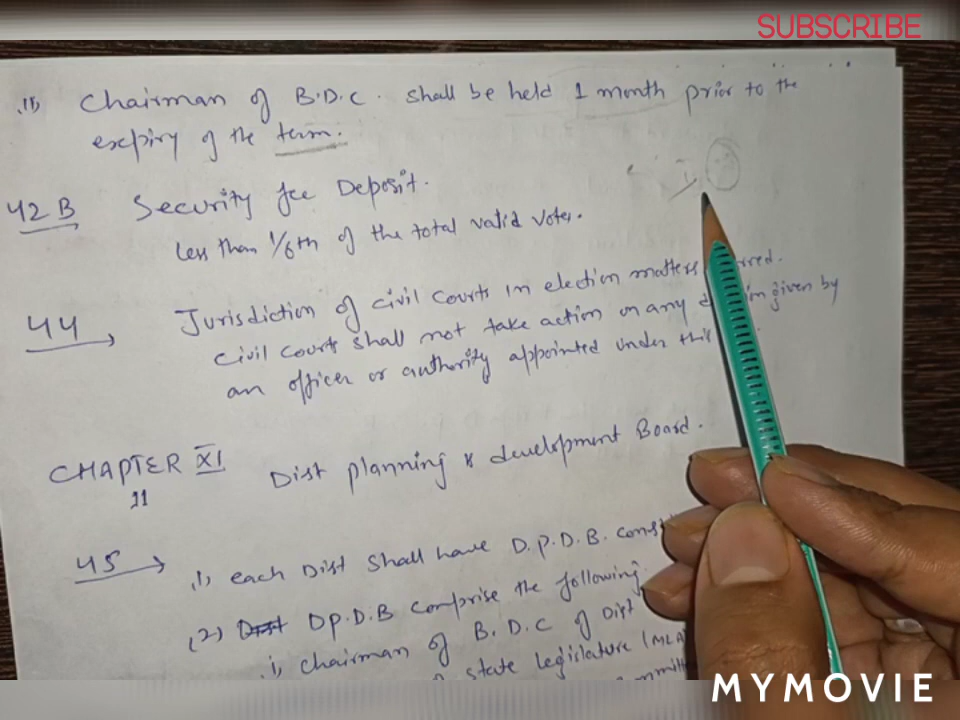 SUBSCRIBE
(ii) Chairman of B.D.C. shall be held 1 month prior to the
expiry of the term.
42 B Security fee Deposit.
Less than 1/6th of the total valid votes.
44 → Jurisdiction of civil courts in election matters
civil courts shall not take action on any given by
an officer or authority appointed under this
CHAPTER XI Dist planning & development Board.
11
45 → (1) each Dist shall have D.P.D.B.
(2) Dist D.P.D.B comprise the following.
i) chairman of B.D.C of Dist
state legislature (MLA
MYMOVIE